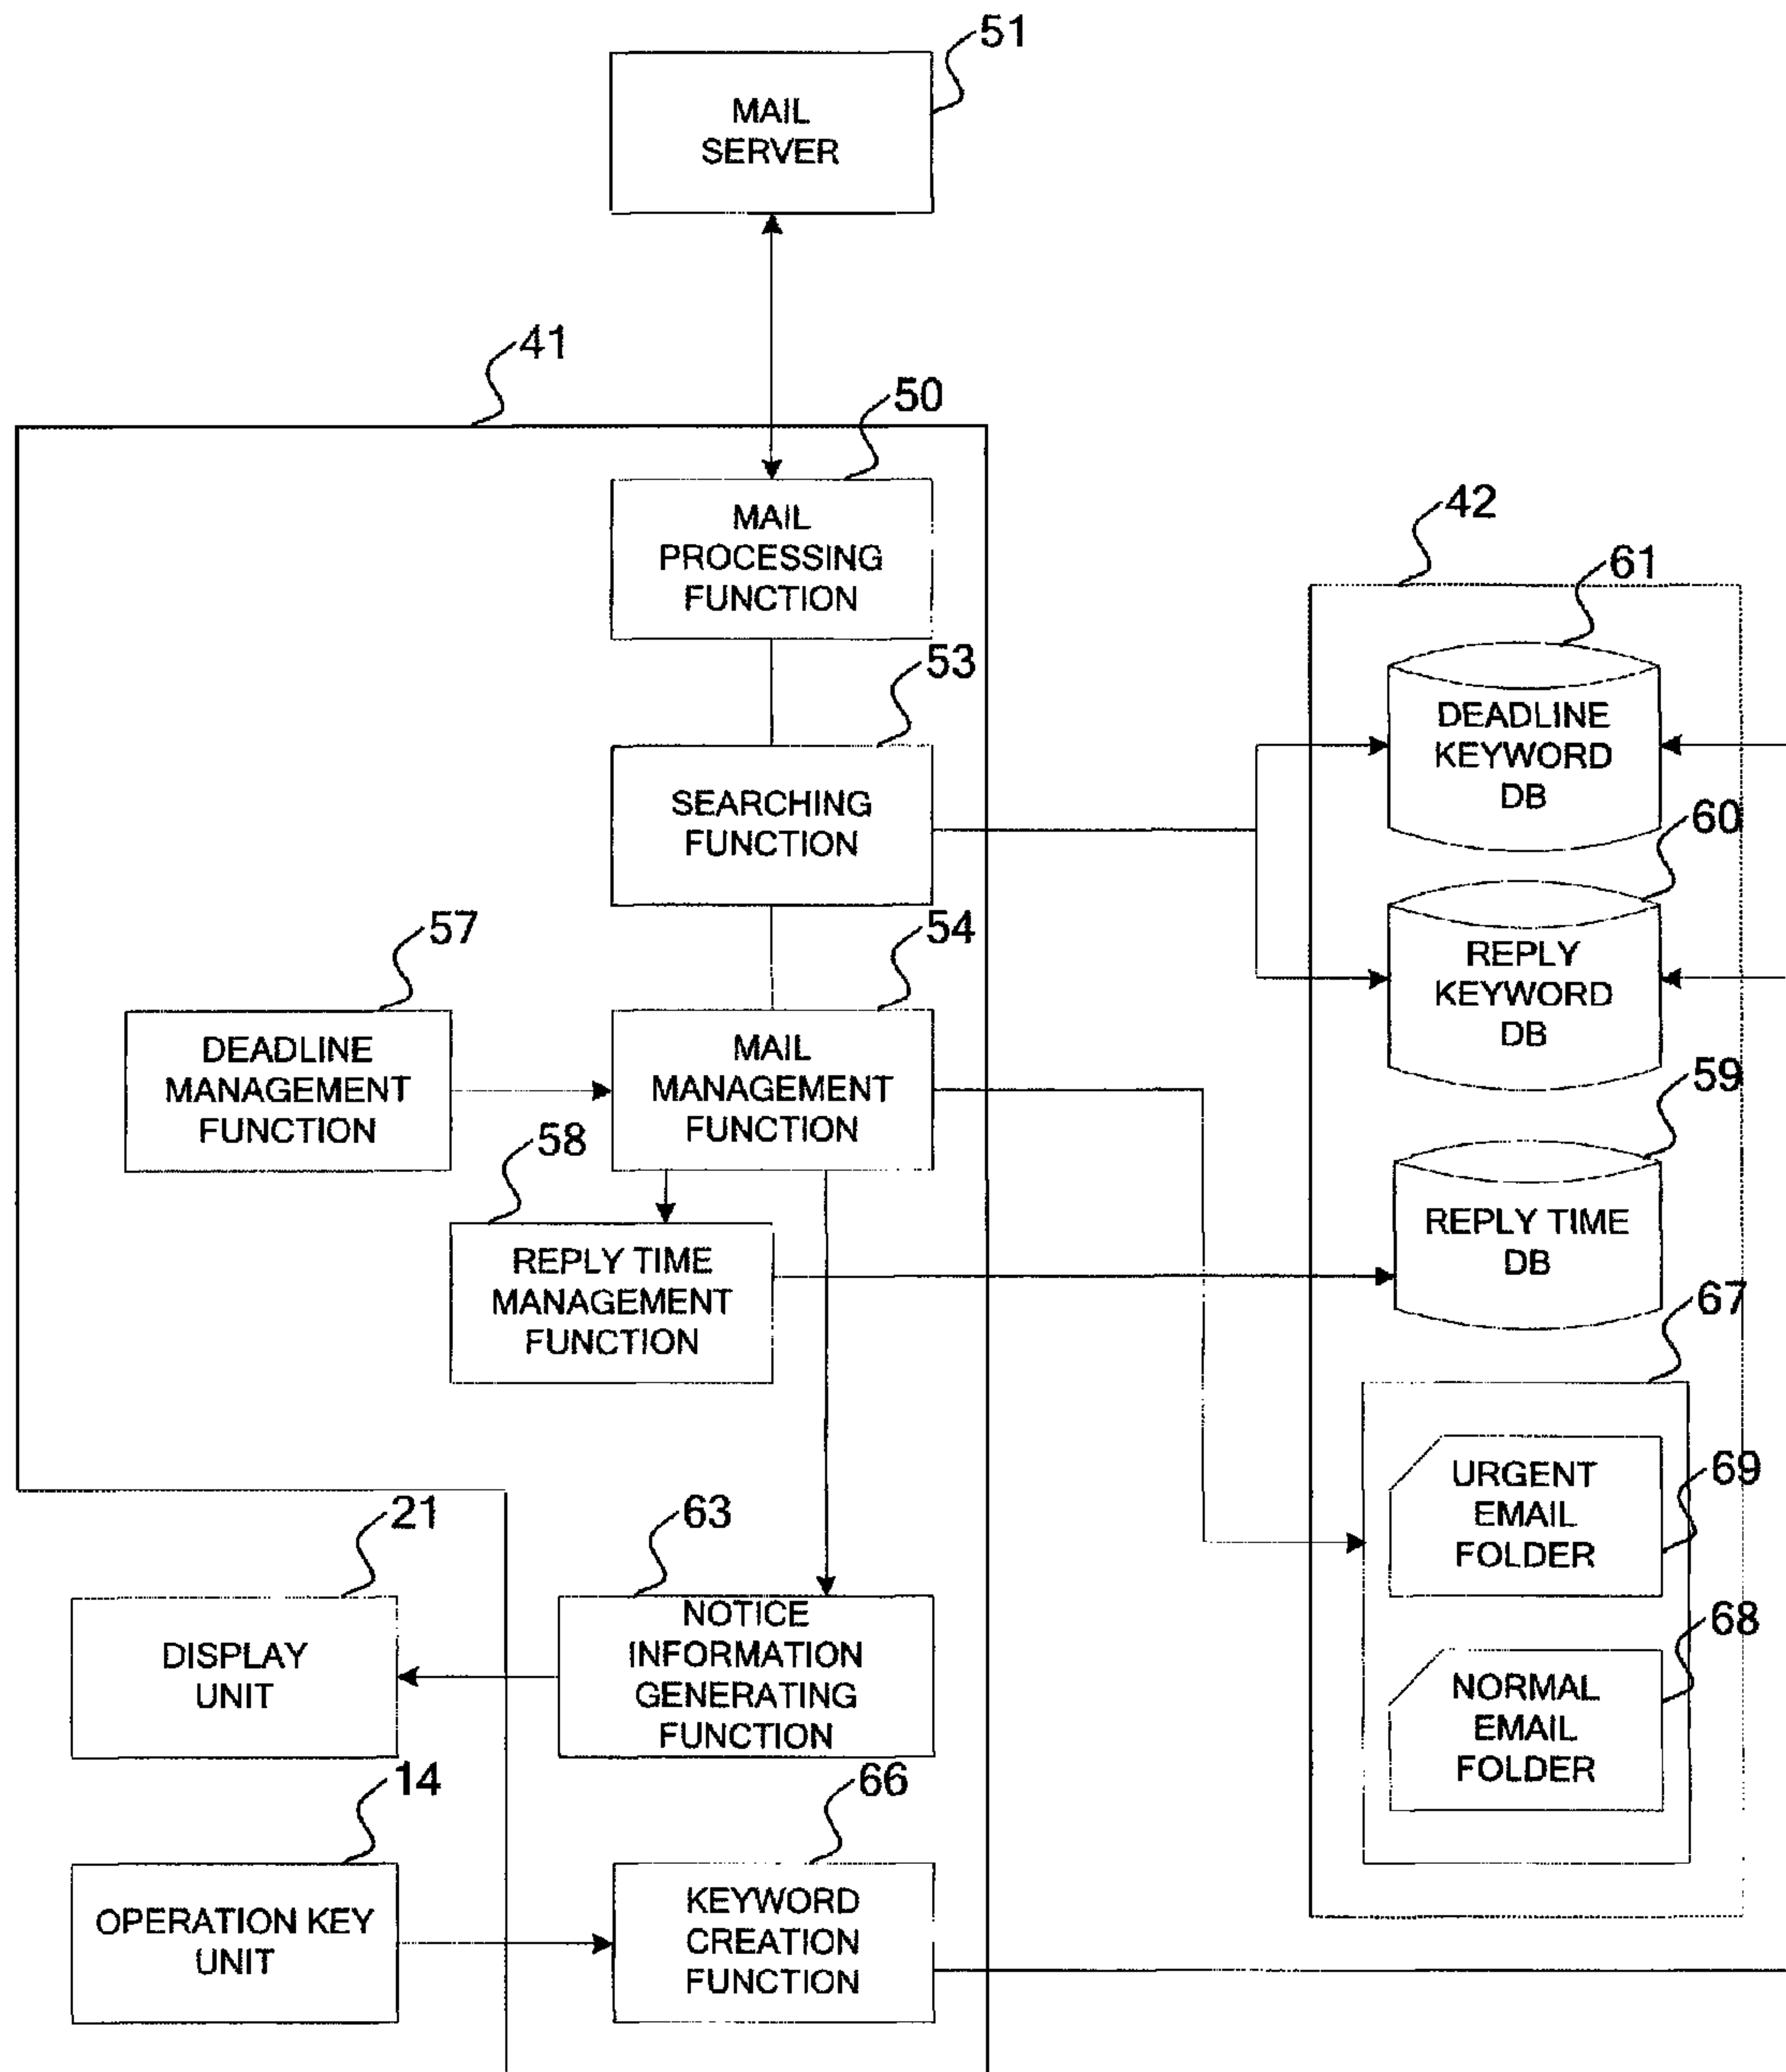 51
MAIL
SERVER
41
50
MAIL
PROCESSING
FUNCTION
42
61
DEADLINE
KEYWORD
DB
53
SEARCHING
FUNCTION
60
REPLY
KEYWORD
DB
57
DEADLINE
MANAGEMENT
FUNCTION
54
MAIL
MANAGEMENT
FUNCTION
59
REPLY TIME
DB
58
REPLY TIME
MANAGEMENT
FUNCTION
67
URGENT
EMAIL
FOLDER
69
21
DISPLAY
UNIT
63
NOTICE
INFORMATION
GENERATING
FUNCTION
68
NORMAL
EMAIL
FOLDER
14
OPERATION KEY
UNIT
66
KEYWORD
CREATION
FUNCTION